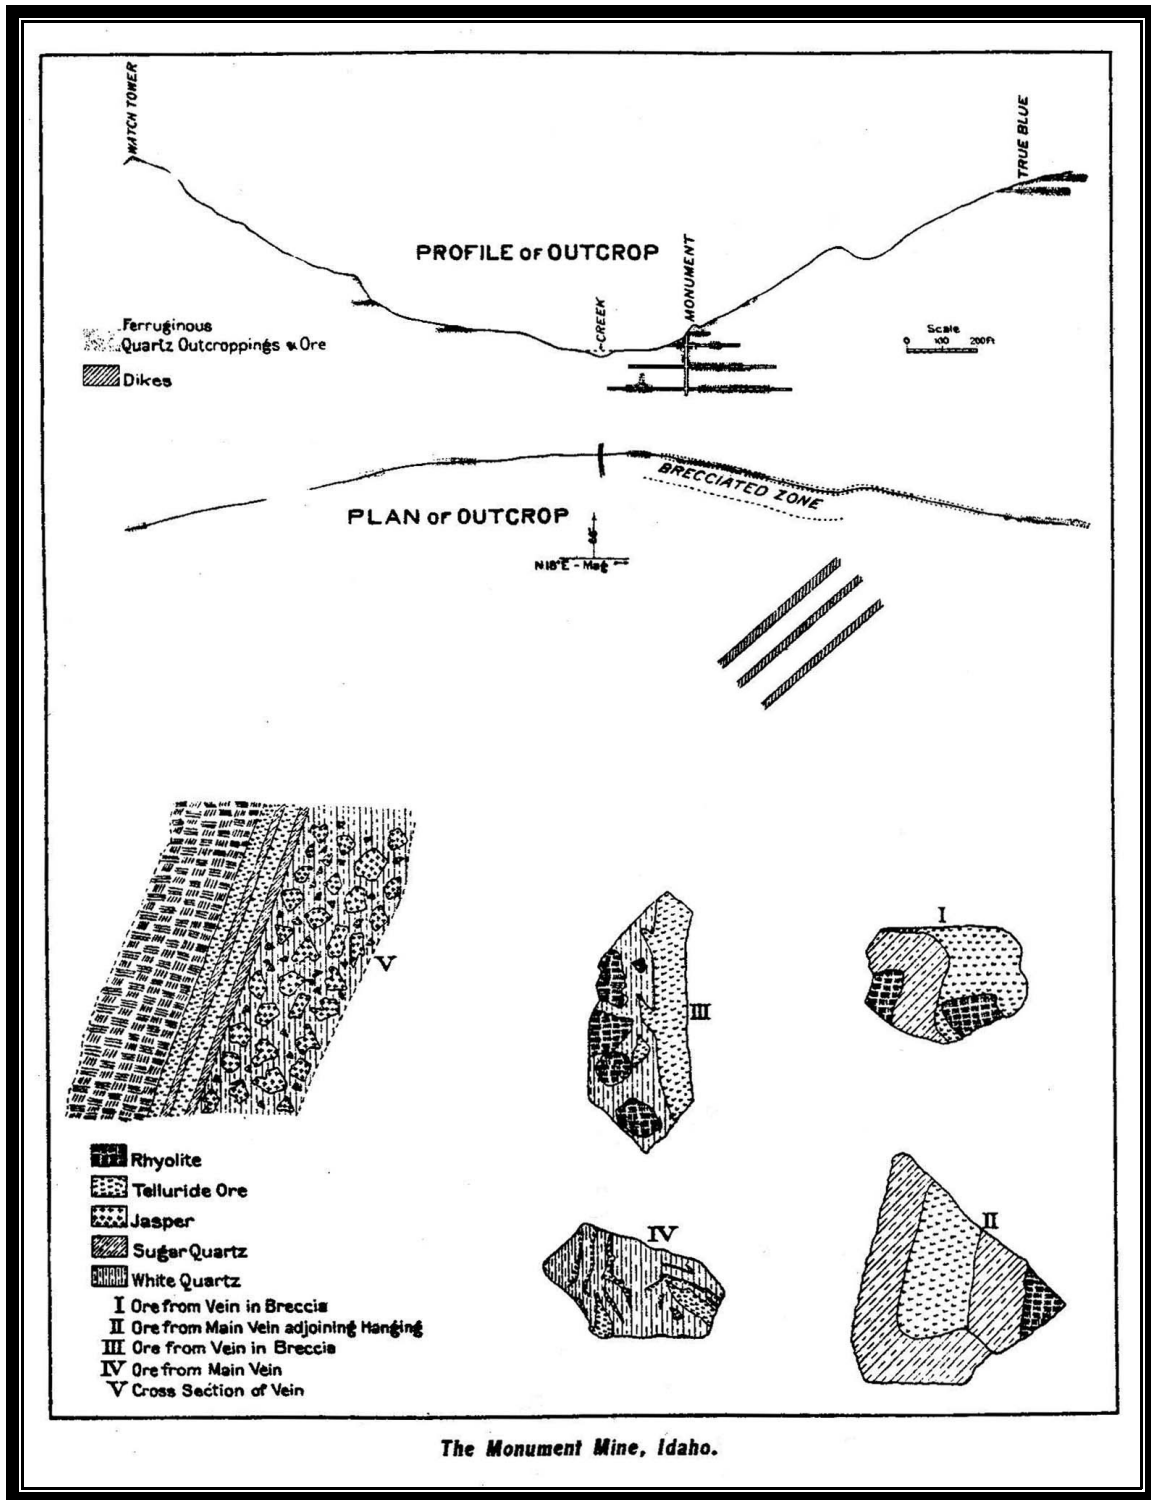 WATCH TOWER
TRUE BLUE
PROFILE OF OUTCROP
MONUMENT
CREEK
Ferruginous
Quartz Outcroppings & Ore
Dikes
Scale
0 100 200Ft
BRECCIATED ZONE
PLAN OF OUTCROP
N.18°E - Mag
V
I
III
II
IV
Rhyolite
Telluride Ore
Jasper
Sugar Quartz
White Quartz
I Ore from Vein in Breccia
II Ore from Main Vein adjoining Hanging
III Ore from Vein in Breccia
IV Ore from Main Vein
V Cross Section of Vein
The Monument Mine, Idaho.